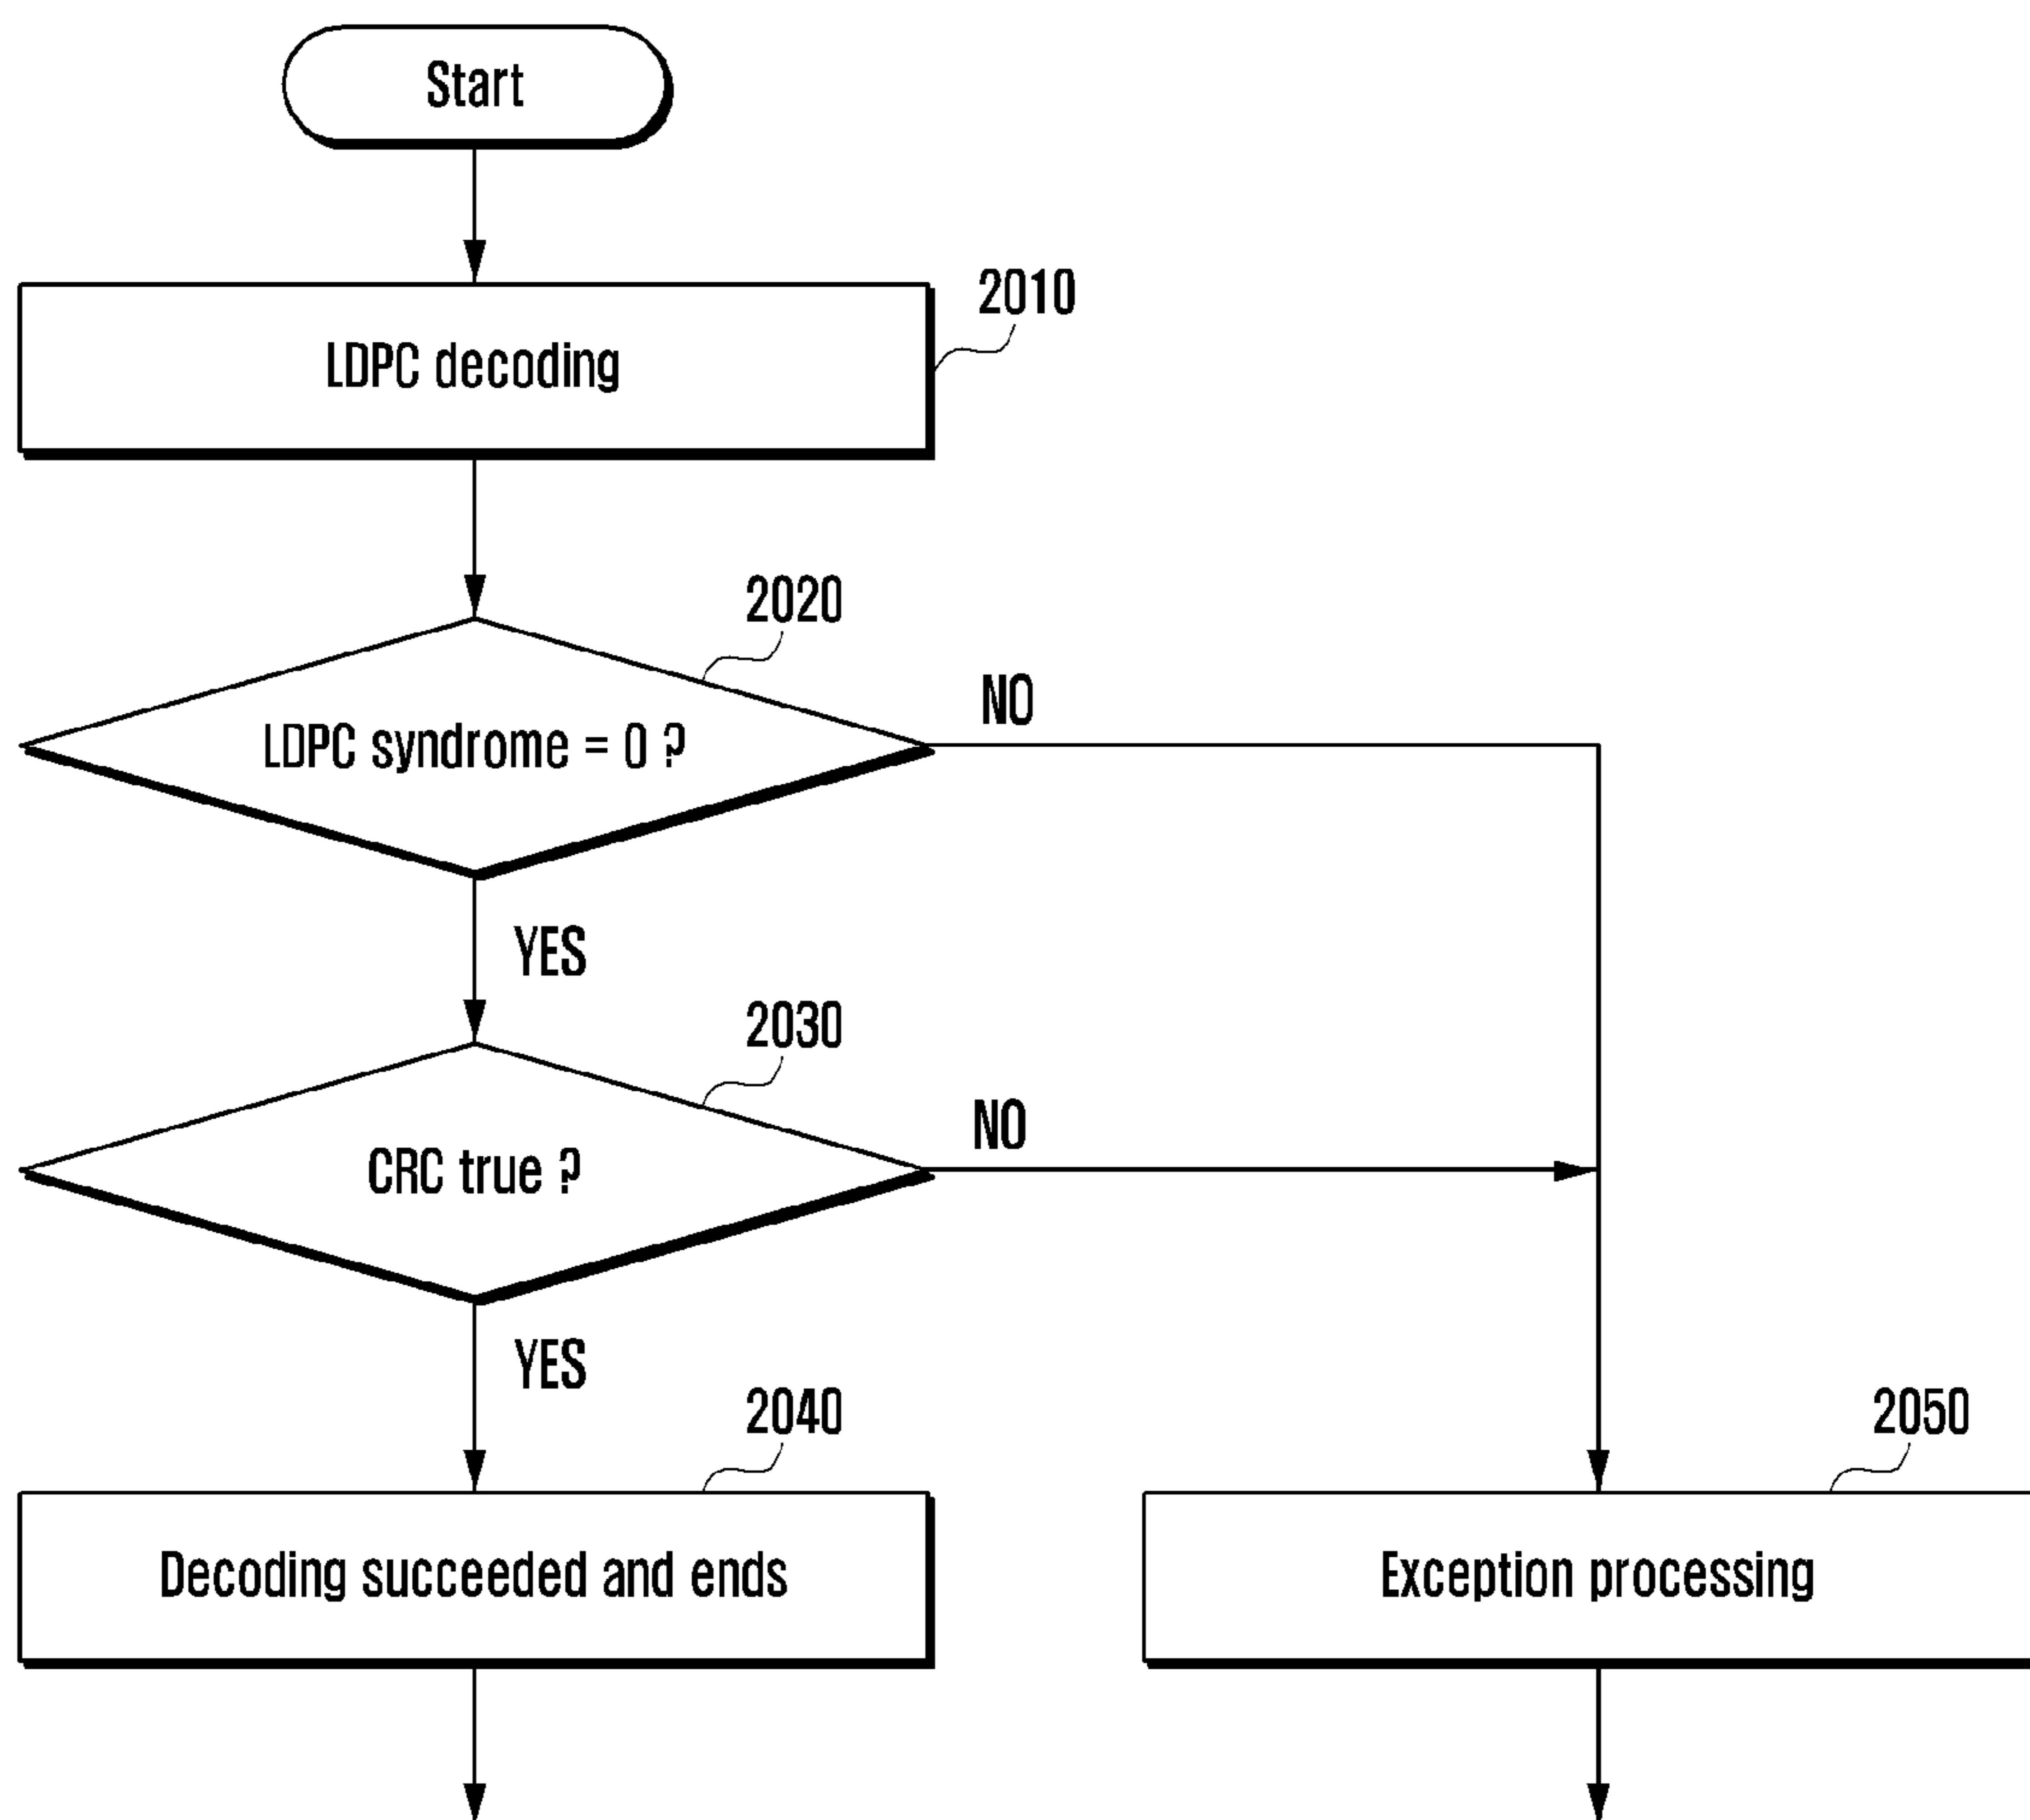 Start
2010
LDPC decoding
2020
NO
LDPC syndrome = 0 ?
YES
2030
NO
CRC true ?
YES
2040
2050
Decoding succeeded and ends
Exception processing